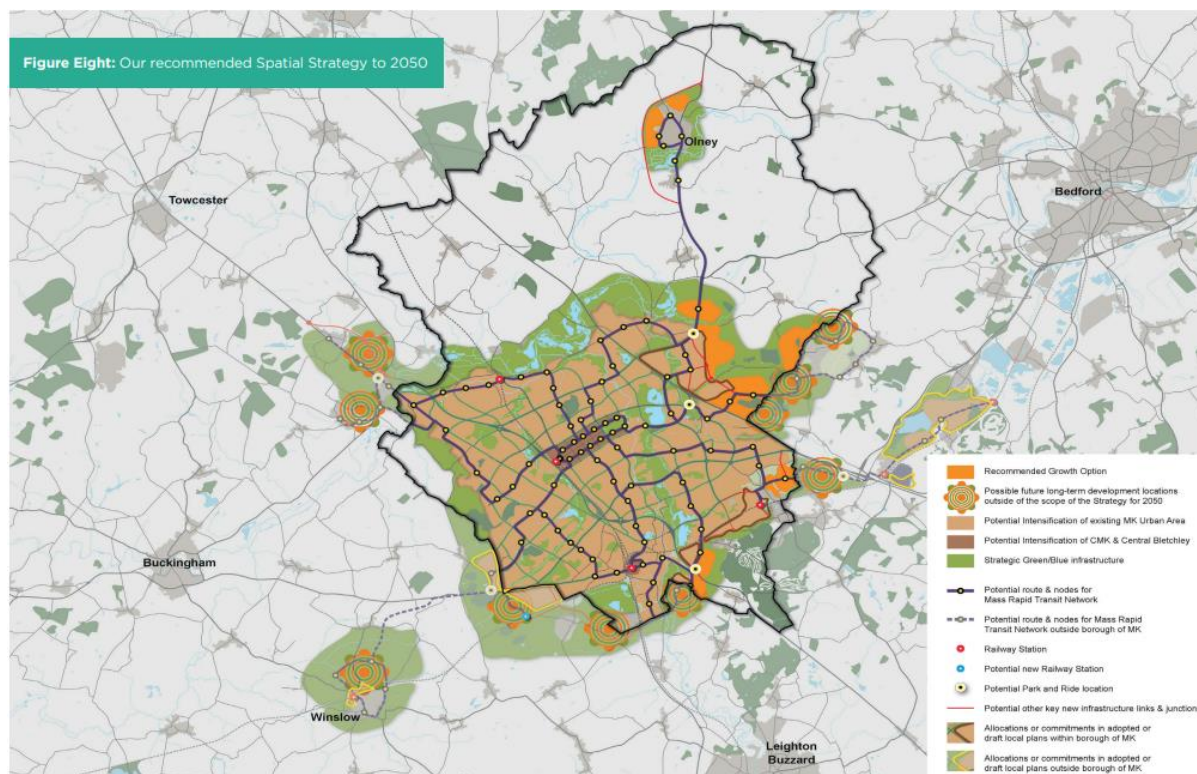 Figure Eight: Our recommended Spatial Strategy to 2050
Olney
Bedford
Towcester
Buckingham
Winslow
Leighton
Buzzard
Recommended Growth Option
Possible future long-term development locations
outside of the scope of the Strategy for 2050
Potential Intensification of existing MK Urban Area
Potential Intensification of CMK & Central Bletchley
Strategic Green/Blue infrastructure
Potential route & nodes for
Mass Rapid Transit Network
Potential route & nodes for Mass Rapid
Transit Network outside borough of MK
Railway Station
Potential new Railway Station
Potential Park and Ride location
Potential other key new infrastructure links & junction
Allocations or commitments in adopted or
draft local plans within borough of MK
Allocations or commitments in adopted or
draft local plans outside borough of MK